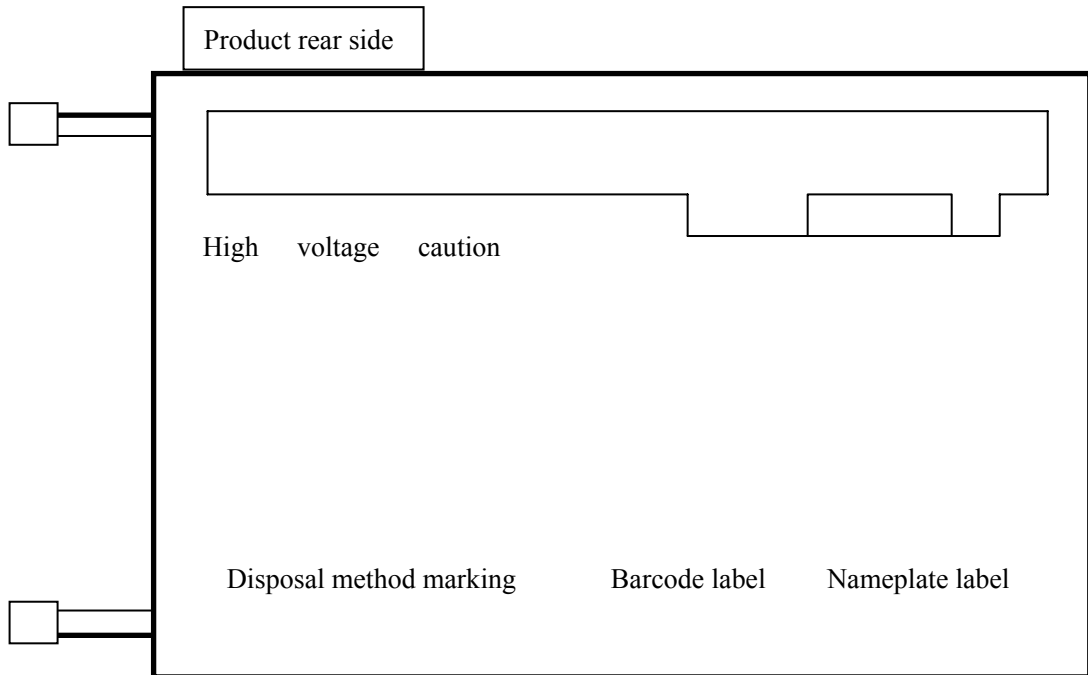 Product rear side
High voltage caution
Disposal method marking Barcode label Nameplate label